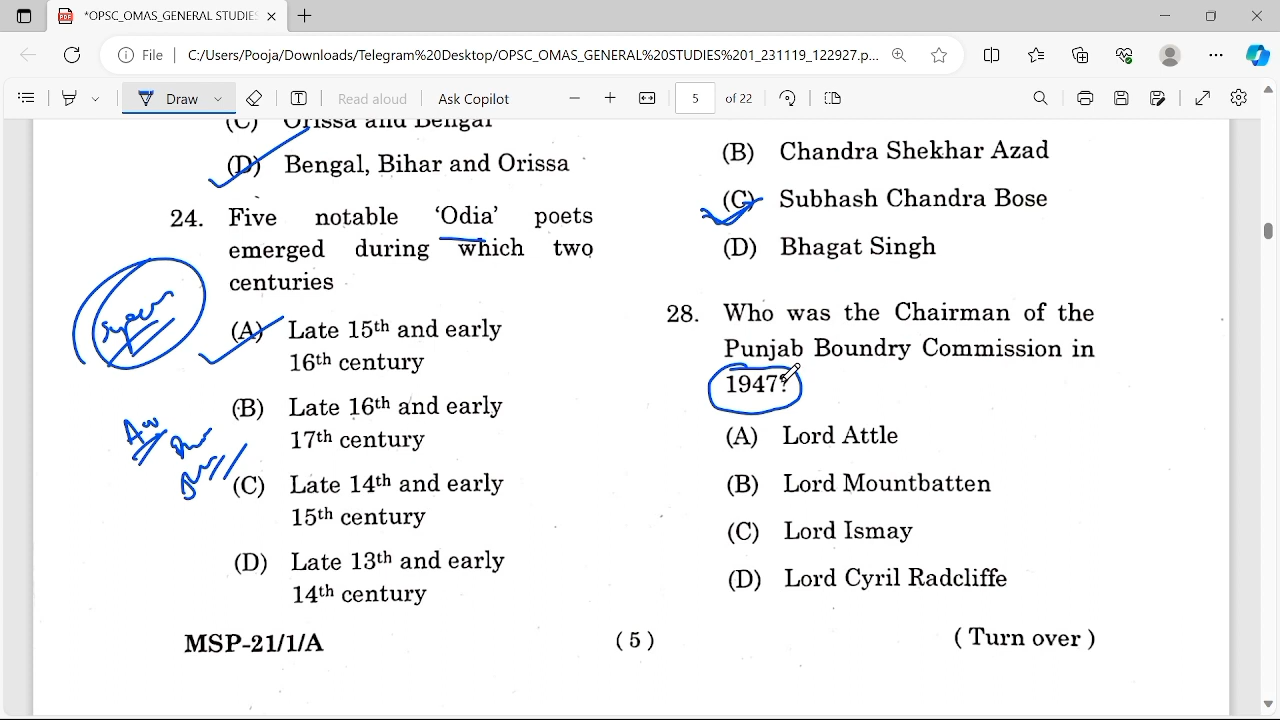 *OPSC_OMAS_GENERAL STUDIES
File
C:/Users/Pooja/Downloads/Telegram%20Desktop/OPSC_OMAS_GENERAL%20STUDIES%201_231119_122927.p...
Draw
Read aloud
Ask Copilot
5
of 22
(C) Orissa and Bengal
(D) Bengal, Bihar and Orissa
24. Five notable ‘Odia’ poets
emerged during which two
centuries
(A) Late 15th and early
16th century
(B) Late 16th and early
17th century
(C) Late 14th and early
15th century
(D) Late 13th and early
14th century
(B) Chandra Shekhar Azad
(C) Subhash Chandra Bose
(D) Bhagat Singh
28. Who was the Chairman of the
Punjab Boundry Commission in
1947?
(A) Lord Attle
(B) Lord Mountbatten
(C) Lord Ismay
(D) Lord Cyril Radcliffe
MSP-21/1/A
(5)
(Turn over)